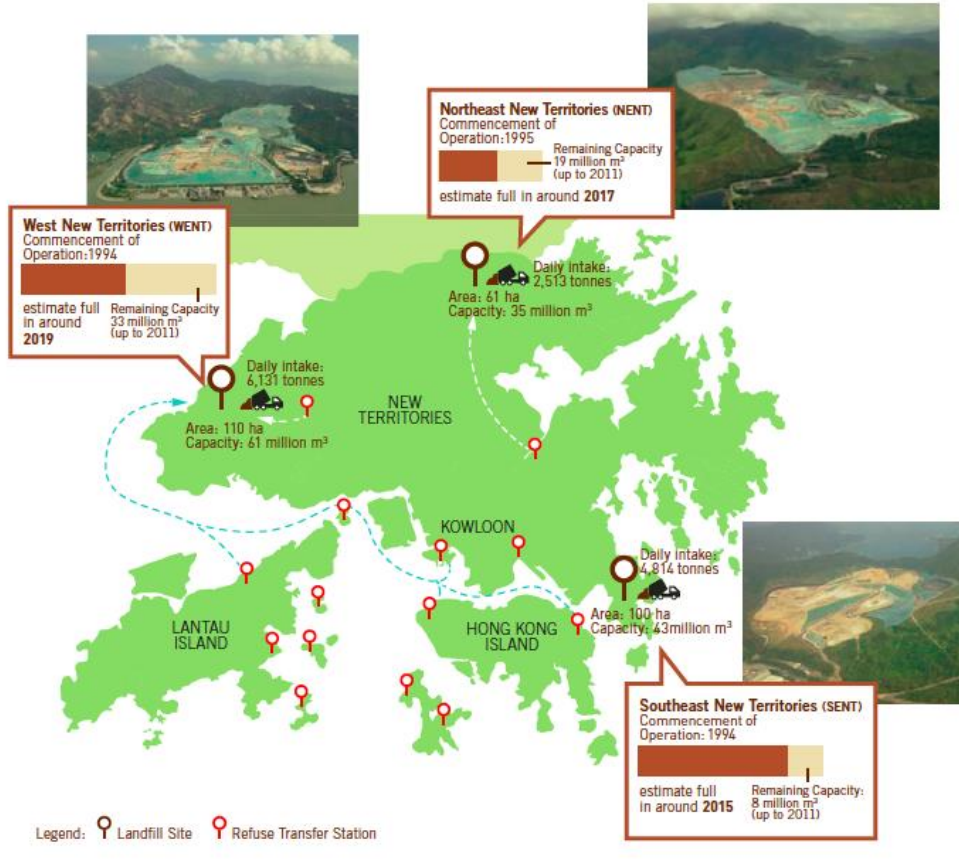 Northeast New Territories (NENT)
Commencement of
Operation:1995
Remaining Capacity
19 million m³
(up to 2011)
estimate full in around 2017
West New Territories (WENT)
Commencement of
Operation:1994
estimate full
in around
2019
Remaining Capacity
33 million m³
(up to 2011)
Daily intake:
2,513 tonnes
Area: 61 ha
Capacity: 35 million m³
Daily intake:
6,131 tonnes
Area: 110 ha
Capacity: 61 million m³
NEW
TERRITORIES
KOWLOON
Daily intake:
4,814 tonnes
Area: 100 ha
Capacity: 43million m³
LANTAU
ISLAND
HONG KONG
ISLAND
Southeast New Territories (SENT)
Commencement of
Operation: 1994
estimate full
in around 2015
Remaining Capacity:
8 million m³
(up to 2011)
Legend: Landfill Site Refuse Transfer Station